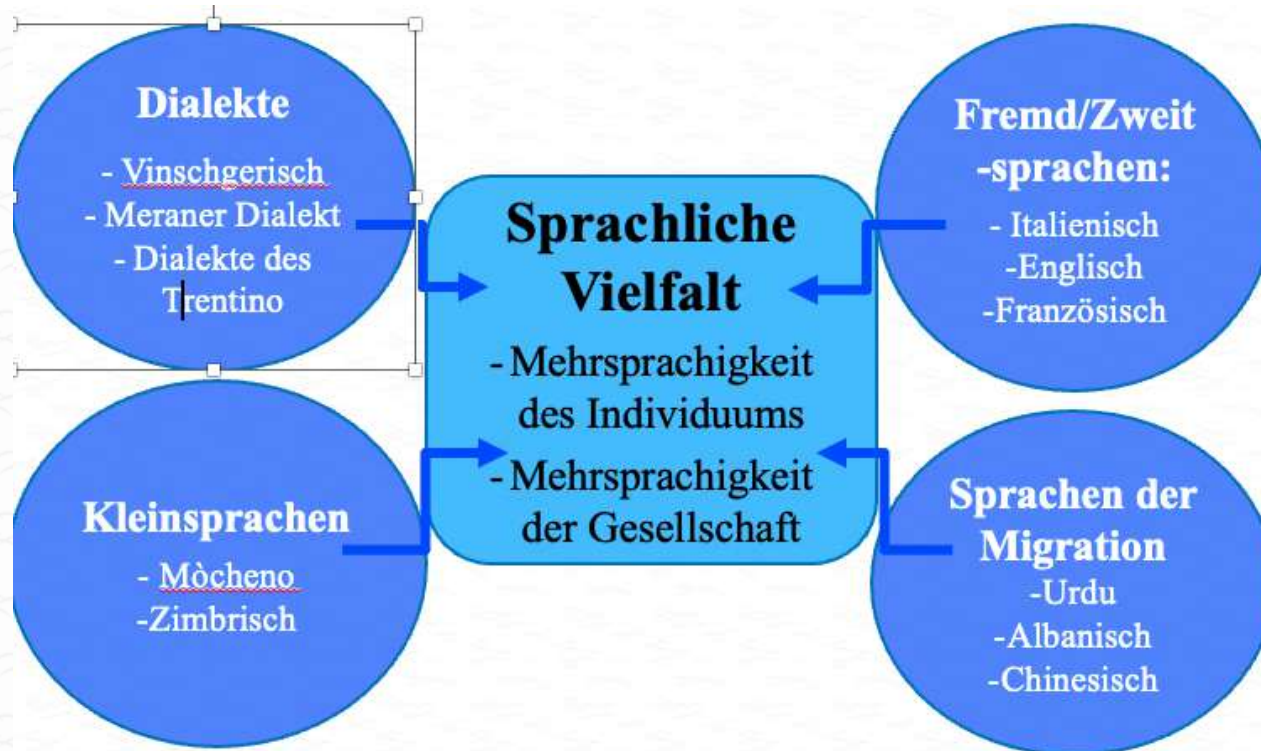 Dialekte
- Vinschgerisch
- Meraner Dialekt
- Dialekte des
Trentino
Kleinsprachen
- Mòcheno
-Zimbrisch
Sprachliche
Vielfalt
- Mehrsprachigkeit
des Individuums
- Mehrsprachigkeit
der Gesellschaft
Fremd/Zweit
-sprachen:
- Italienisch
-Englisch
-Französisch
Sprachen der
Migration
-Urdu
-Albanisch
-Chinesisch